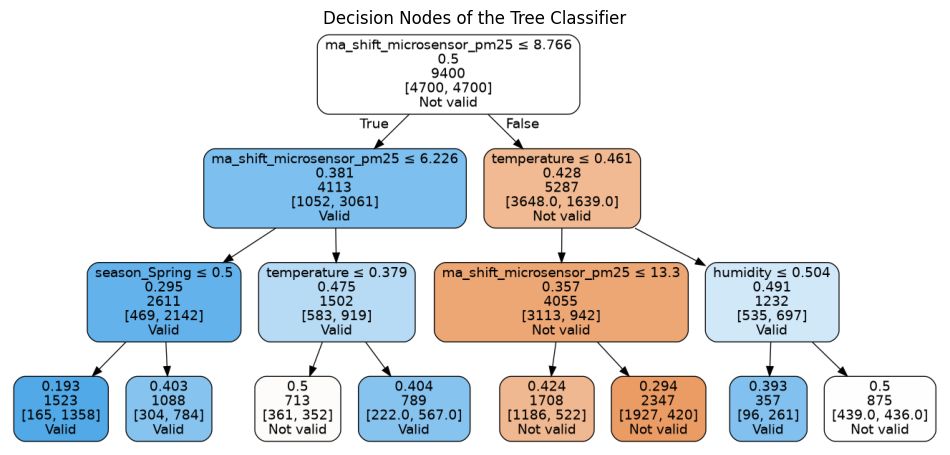 Decision Nodes of the Tree Classifier
ma_shift_microsensor_pm25 ≤ 8.766
0.5
9400
[4700, 4700]
Not valid
True
False
ma_shift_microsensor_pm25 ≤ 6.226
0.381
4113
[1052, 3061]
Valid
temperature ≤ 0.461
0.428
5287
[3648.0, 1639.0]
Not valid
season_Spring ≤ 0.5
0.295
2611
[469, 2142]
Valid
temperature ≤ 0.379
0.475
1502
[583, 919]
Valid
ma_shift_microsensor_pm25 ≤ 13.3
0.357
4055
[3113, 942]
Not valid
humidity ≤ 0.504
0.491
1232
[535, 697]
Valid
0.193
1523
[165, 1358]
Valid
0.403
1088
[304, 784]
Valid
0.5
713
[361, 352]
Not valid
0.404
789
[222.0, 567.0]
Valid
0.424
1708
[1186, 522]
Not valid
0.294
2347
[1927, 420]
Not valid
0.393
357
[96, 261]
Valid
0.5
875
[439.0, 436.0]
Not valid